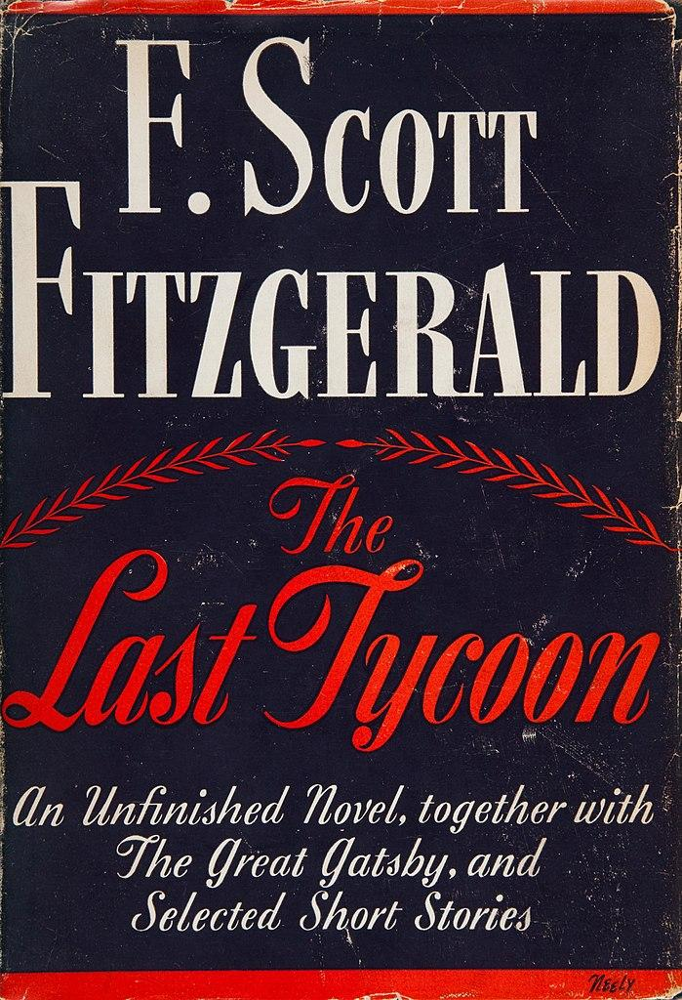 F. SCOTT
FITZGERALD
The
Last Tycoon
An Unfinished Novel, together with
The Great Gatsby, and
Selected Short Stories
NEELY